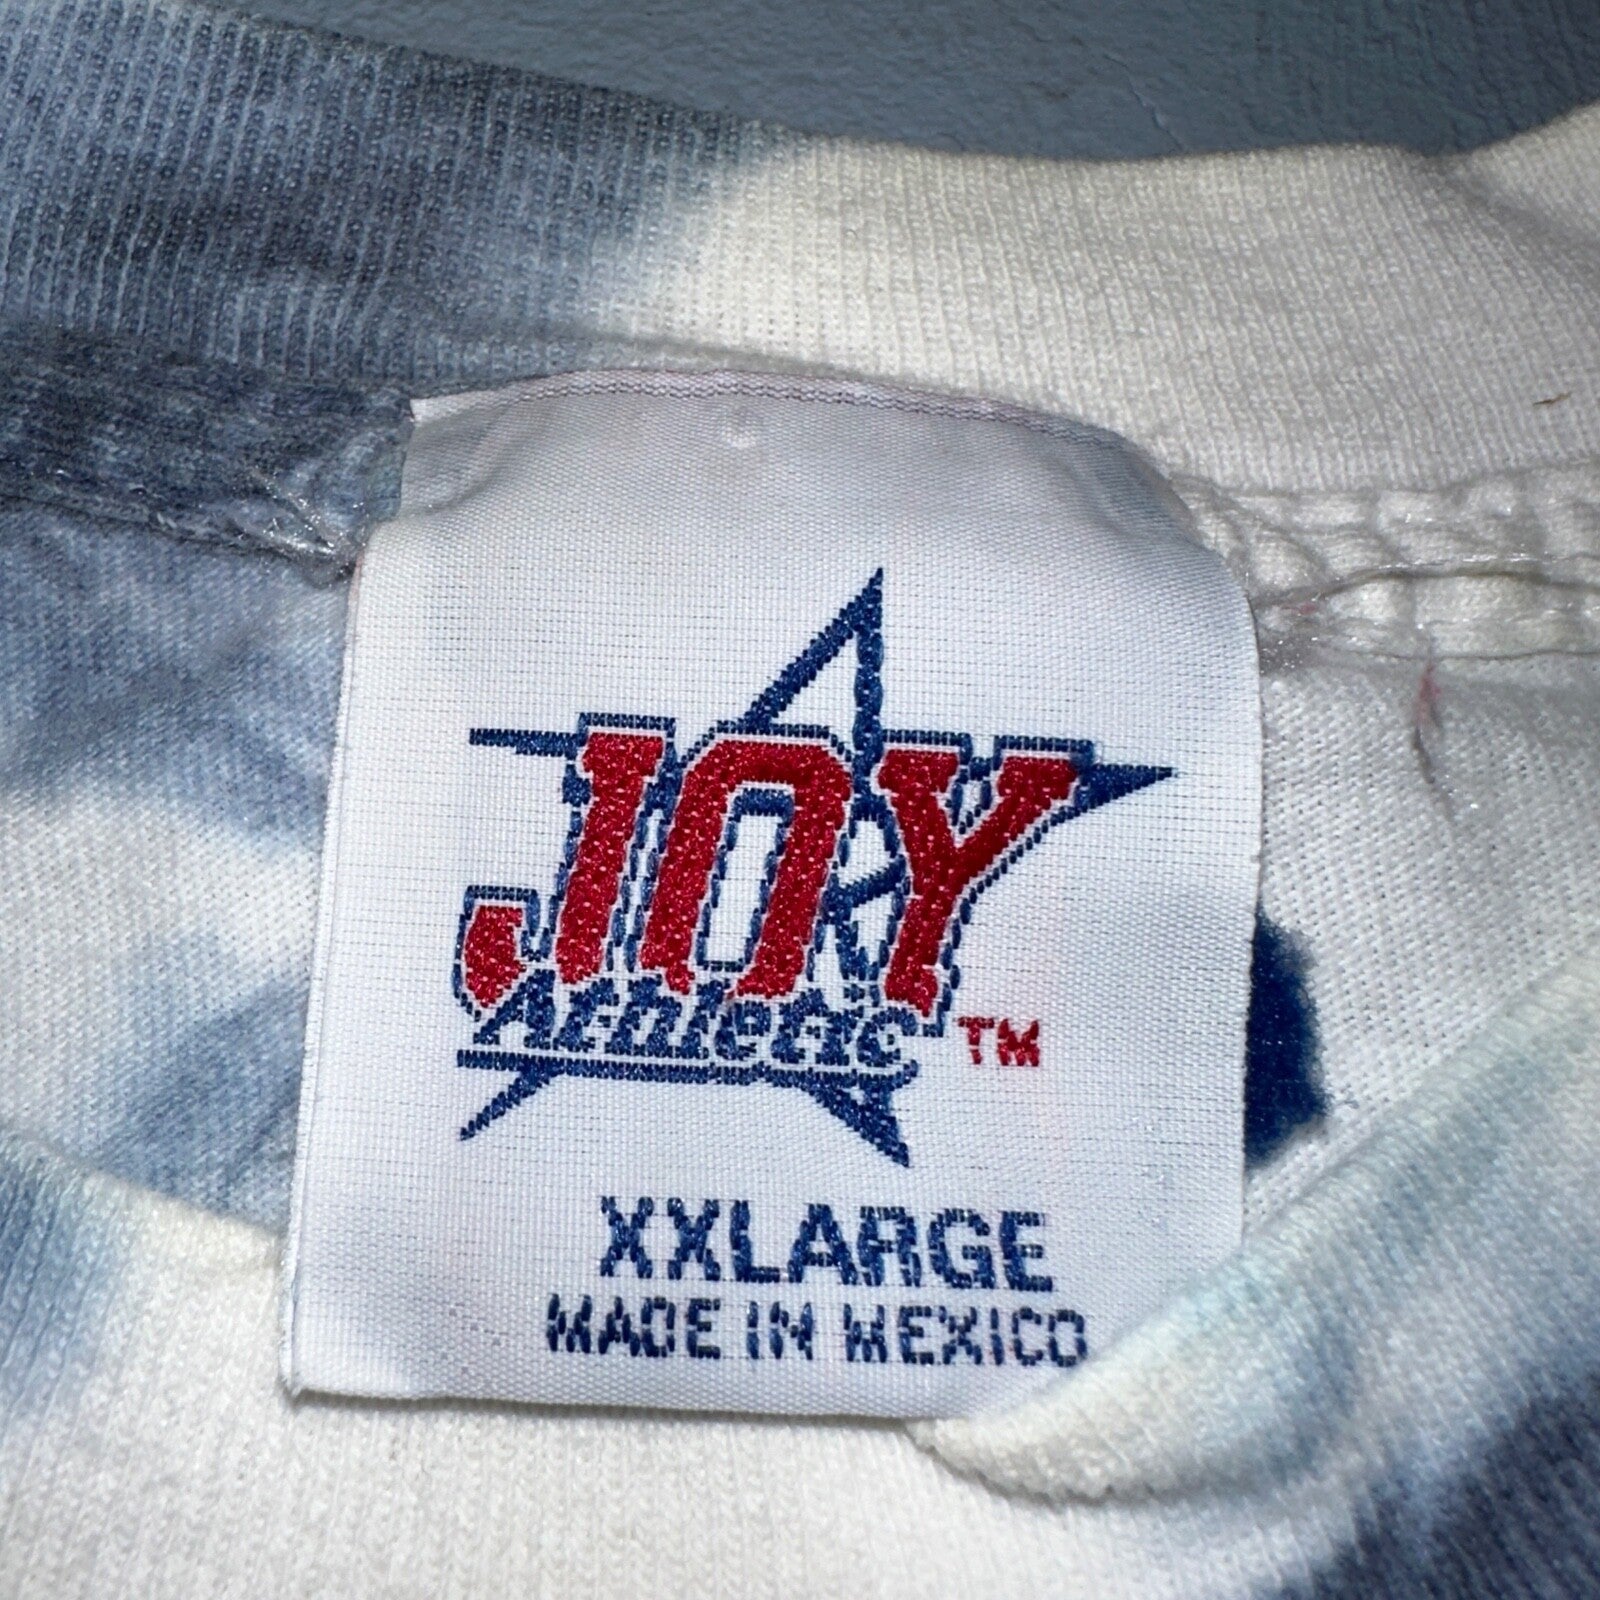 JOY
Athletic TM
XXLARGE
MADE IN MEXICO